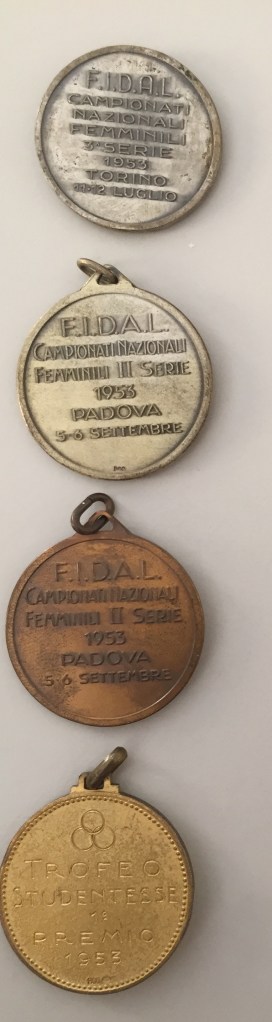 F.I.D.A.L.
CAMPIONATI
NAZIONALI
FEMMINILI
3ª SERIE
1953
TORINO
11-12 LUGLIO
F.I.D.A.L.
CAMPIONATI NAZIONALI
FEMMINILI II SERIE
1953
PADOVA
5-6 SETTEMBRE
F.I.D.A.L.
CAMPIONATI NAZIONALI
FEMMINILI II SERIE
1953
PADOVA
5-6 SETTEMBRE
TROFEO
STUDENTESSE
1º
PREMIO
1953